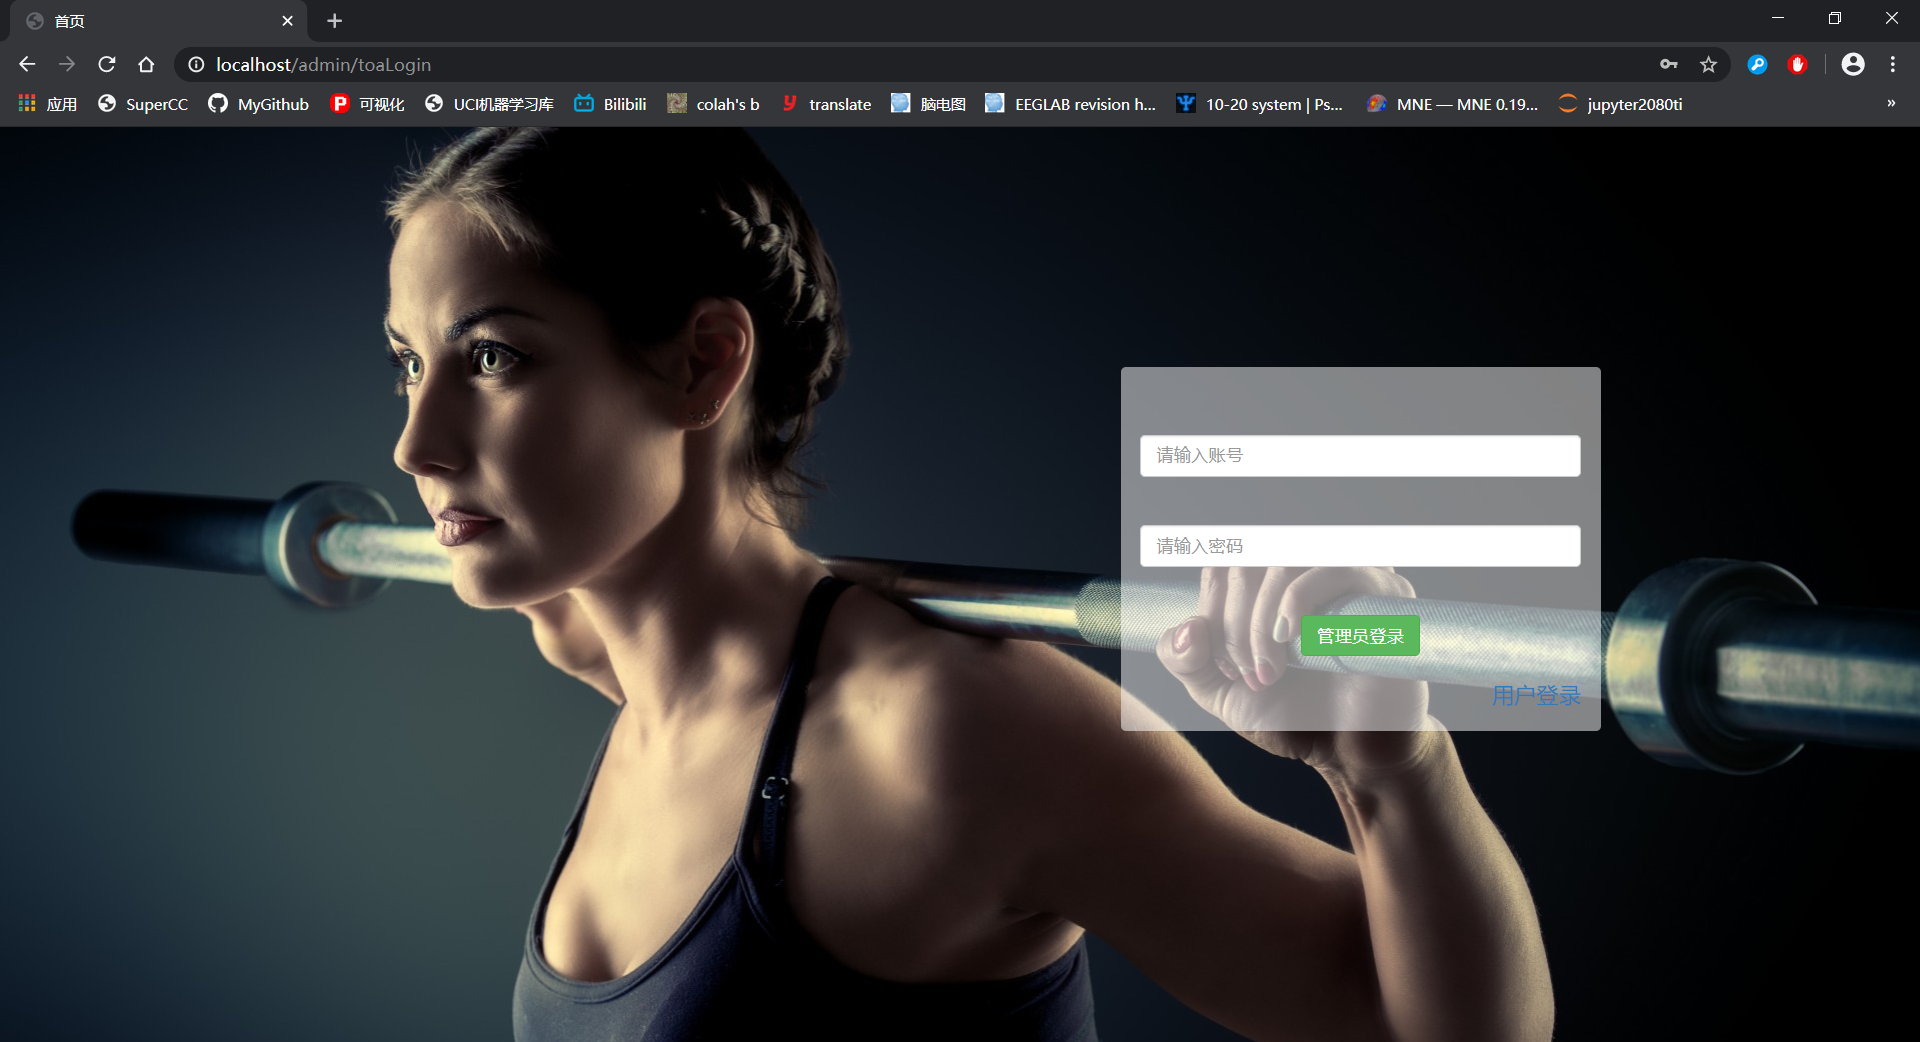 首页
localhost/admin/toaLogin
应用 SuperCC MyGithub 可视化 UCI机器学习库 Bilibili colah's b translate 脑电图 EEGLAB revision h... 10-20 system | Ps... MNE — MNE 0.19... jupyter2080ti »
请输入账号
请输入密码
管理员登录
用户登录